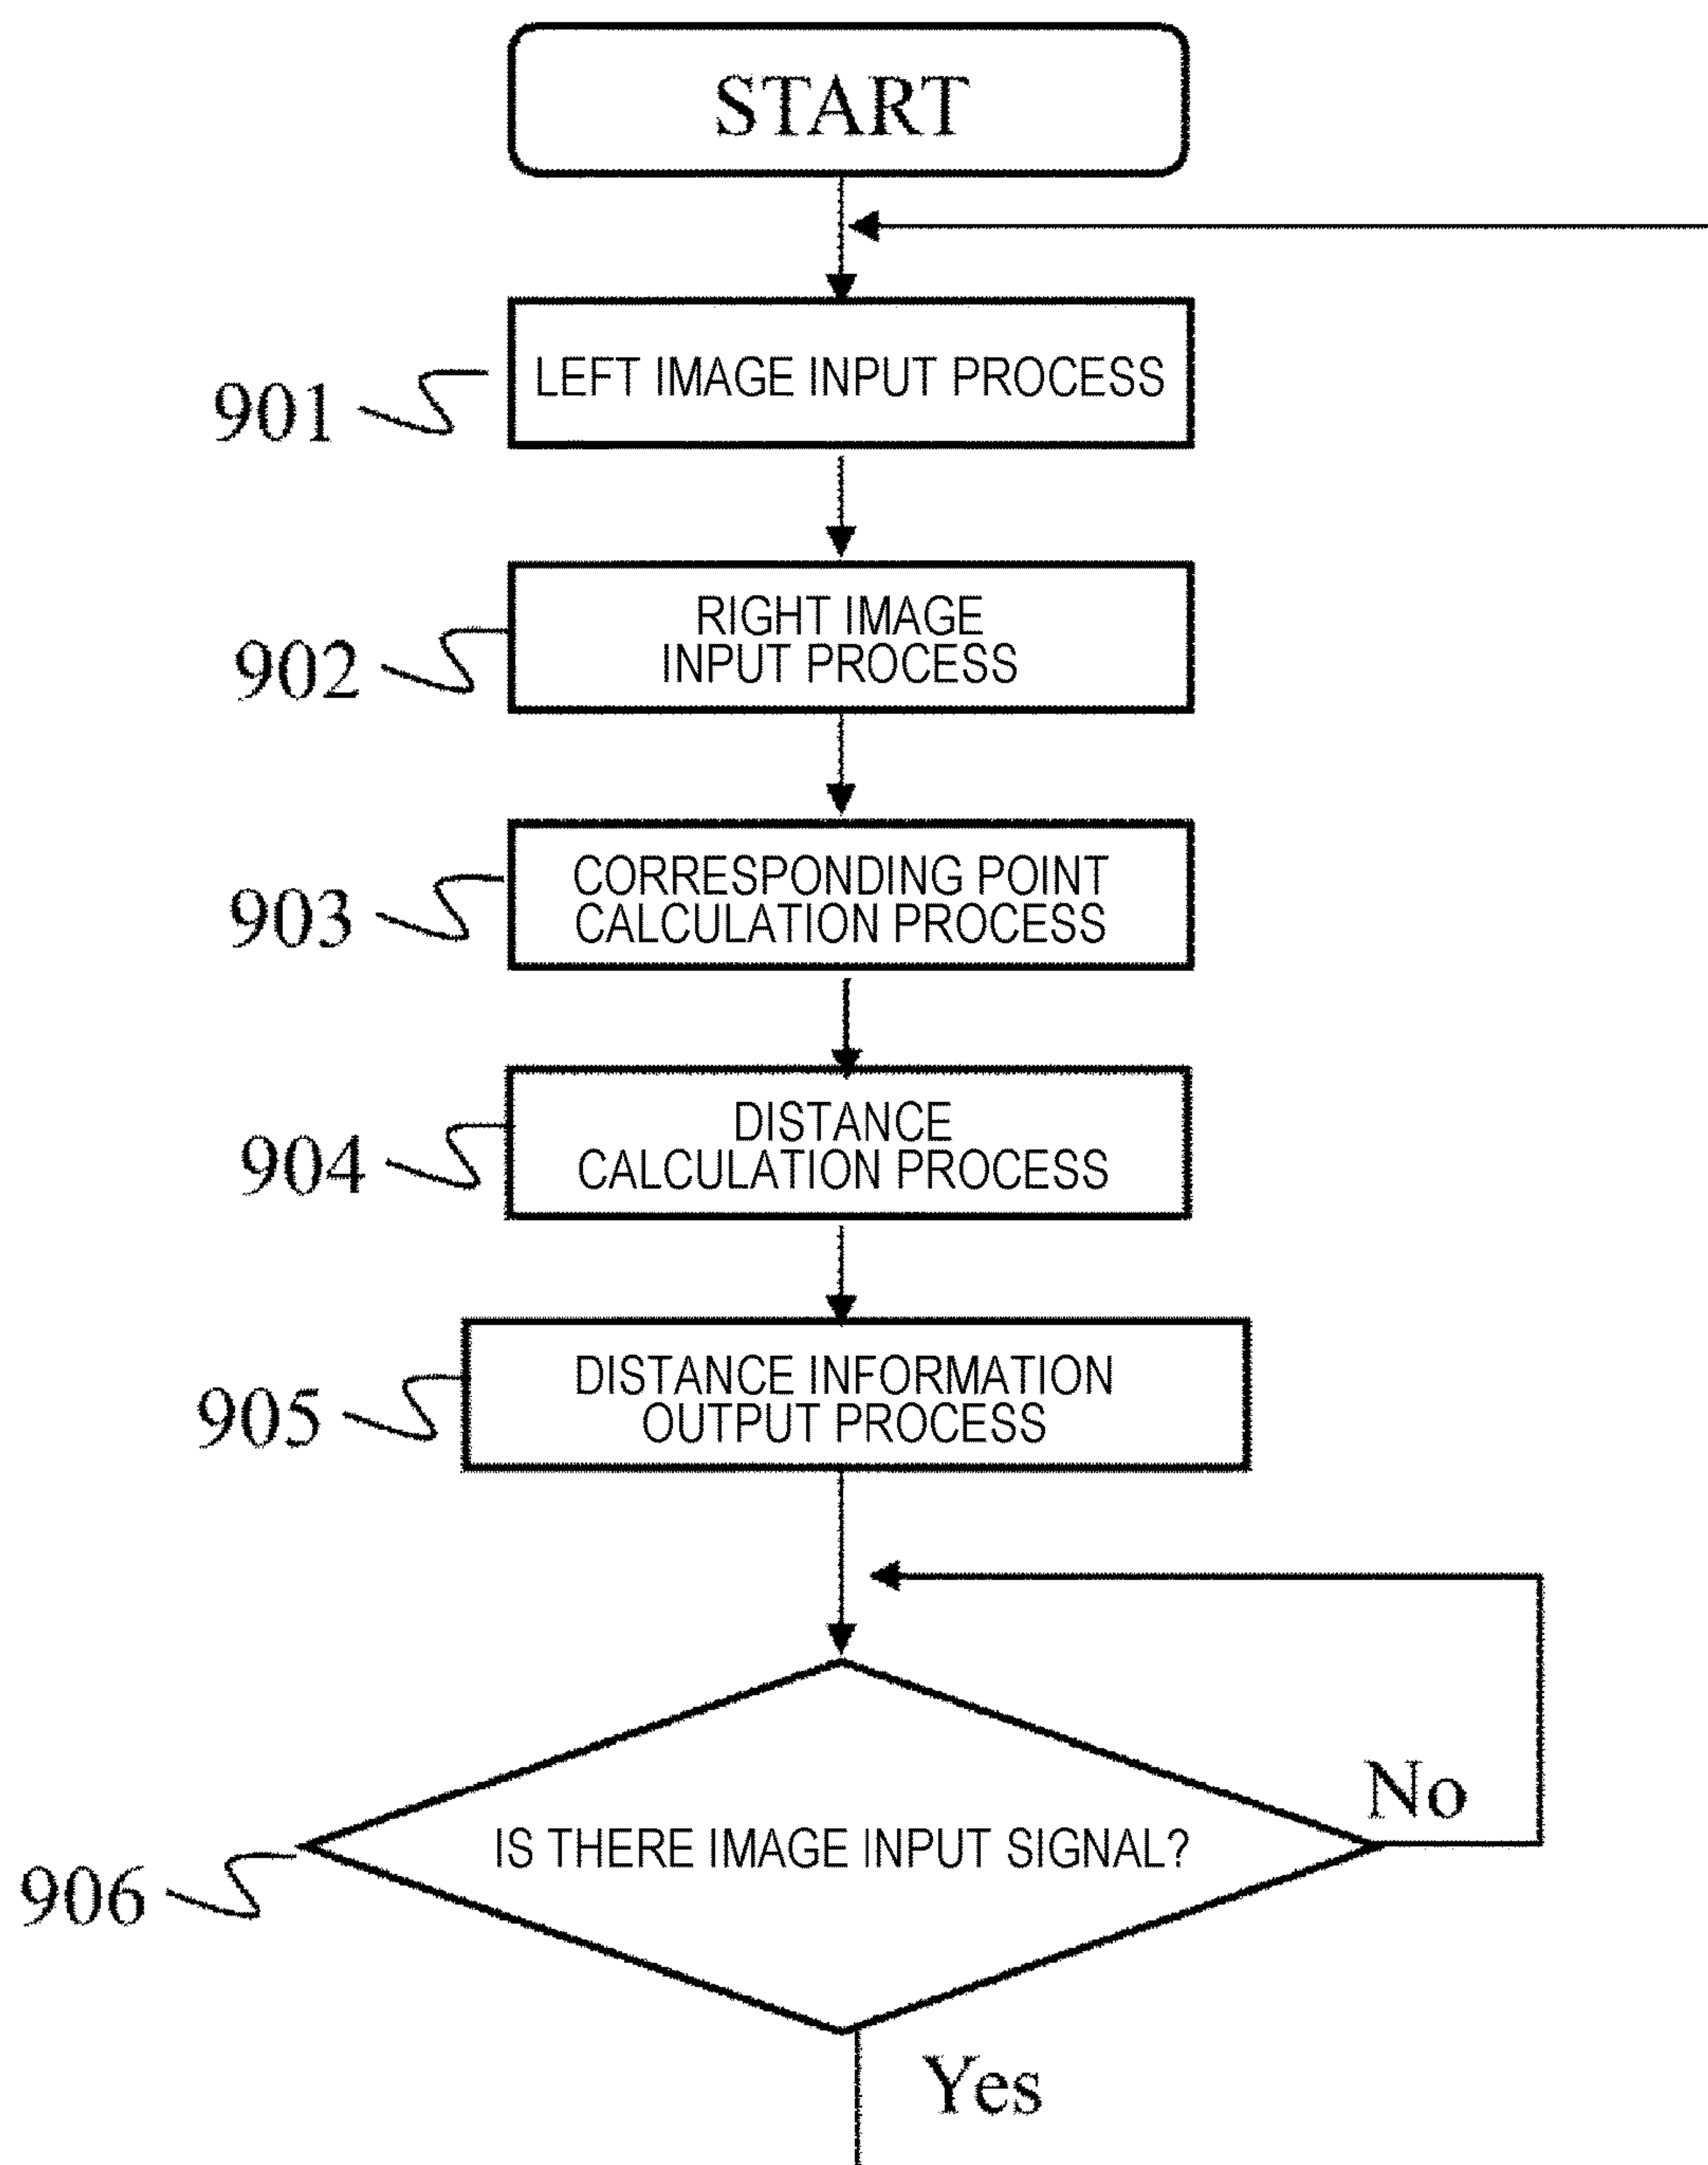 START
901
LEFT IMAGE INPUT PROCESS
902
RIGHT IMAGE
INPUT PROCESS
903
CORRESPONDING POINT
CALCULATION PROCESS
904
DISTANCE
CALCULATION PROCESS
905
DISTANCE INFORMATION
OUTPUT PROCESS
No
906
IS THERE IMAGE INPUT SIGNAL?
Yes